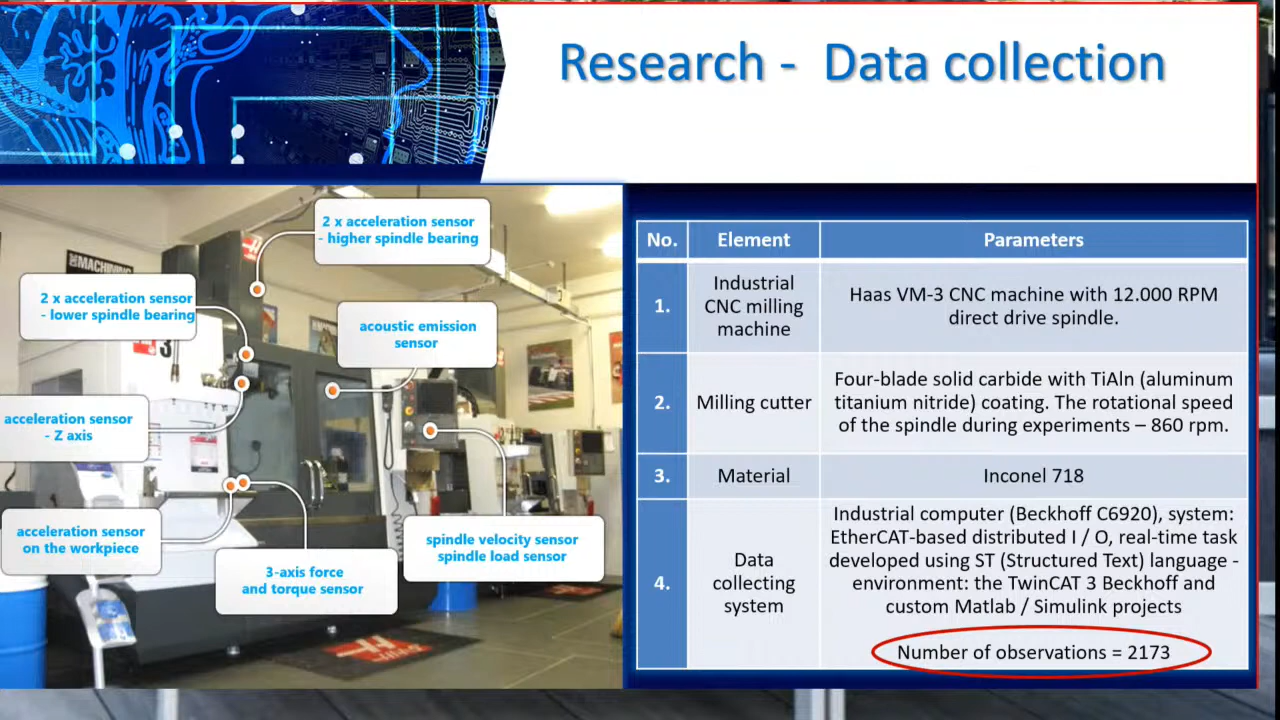 Research - Data collection
2 x acceleration sensor
- higher spindle bearing
2 x acceleration sensor
- lower spindle bearing
acoustic emission
sensor
acceleration sensor
- Z axis
acceleration sensor
on the workpiece
3-axis force
and torque sensor
spindle velocity sensor
spindle load sensor
MACHINING
3
No. Element Parameters
1. Industrial CNC milling machine Haas VM-3 CNC machine with 12.000 RPM
direct drive spindle.
2. Milling cutter Four-blade solid carbide with TiAln (aluminum
titanium nitride) coating. The rotational speed
of the spindle during experiments – 860 rpm.
3. Material Inconel 718
4. Data collecting system Industrial computer (Beckhoff C6920), system:
EtherCAT-based distributed I / O, real-time task
developed using ST (Structured Text) language -
environment: the TwinCAT 3 Beckhoff and
custom Matlab / Simulink projects
Number of observations = 2173